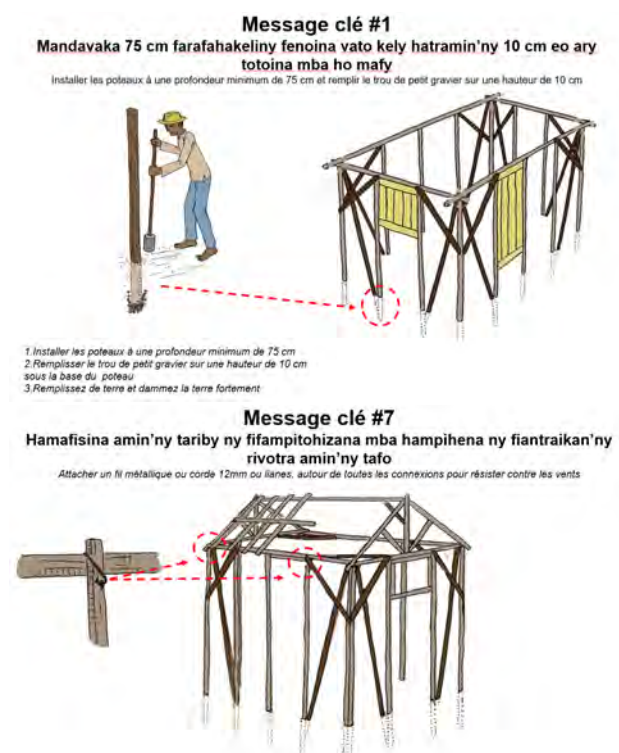 Message clé #1
Mandavaka 75 cm farafahakeliny fenoina vato kely hatramin'ny 10 cm eo ary
totoina mba ho mafy
Installer les poteaux à une profondeur minimum de 75 cm et remplir le trou de petit gravier sur une hauteur de 10 cm
1.Installer les poteaux à une profondeur minimum de 75 cm
2.Remplisser le trou de petit gravier sur une hauteur de 10 cm
sous la base du poteau
3.Remplissez de terre et dammez la terre fortement
Message clé #7
Hamafisina amin'ny tariby ny fifampitohizana mba hampihena ny fiantraikan'ny
rivotra amin'ny tafo
Attacher un fil métallique ou corde 12mm ou lianes, autour de toutes les connexions pour résister contre les vents